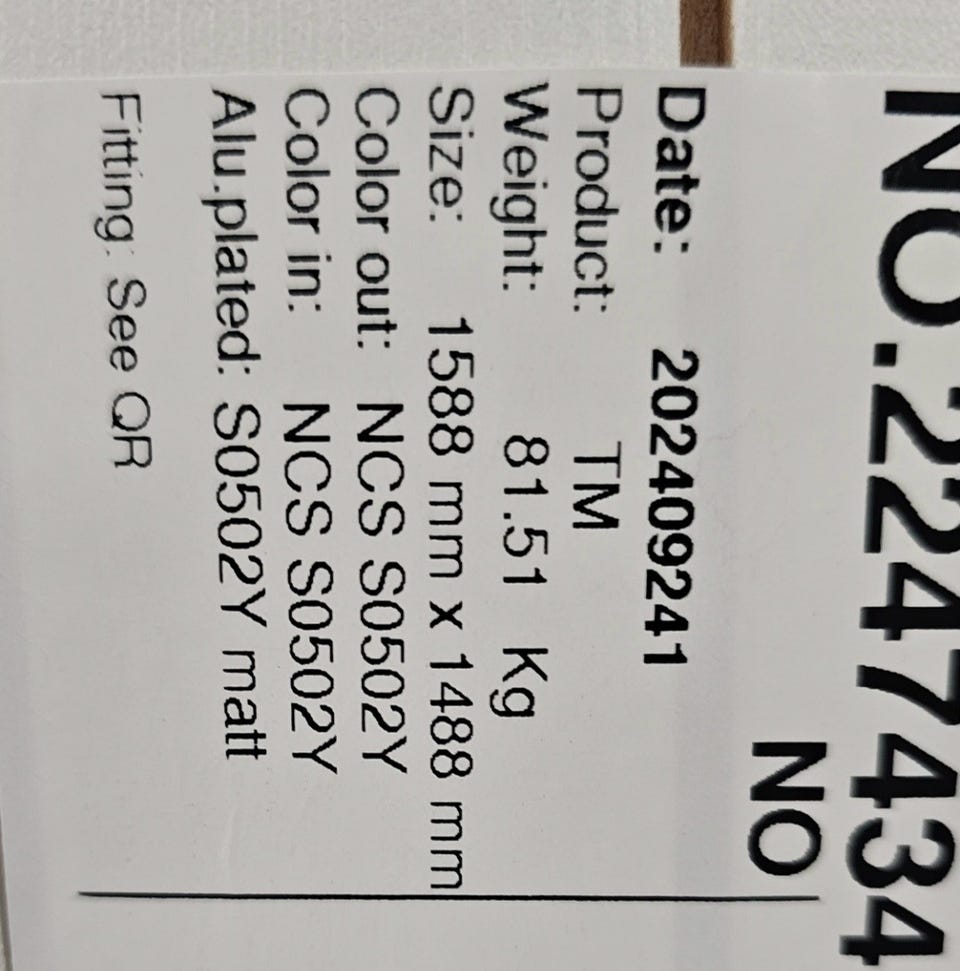 NO.2247434
NO
Date: 202409241
Product: TM
Weight: 81.51 Kg
Size: 1588 mm x 1488 mm
Color out: NCS S0502Y
Color in: NCS S0502Y
Alu.plated: S0502Y matt
Fitting: See QR